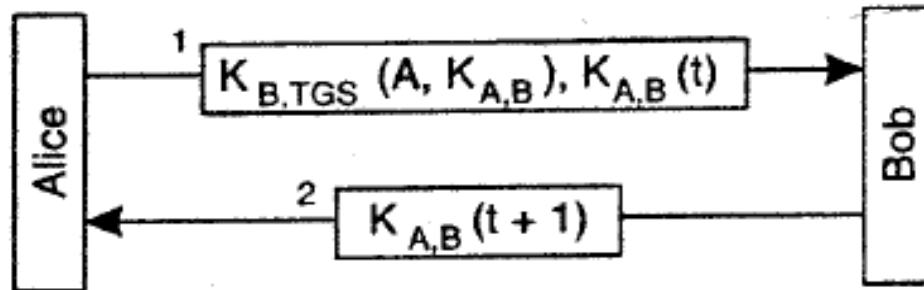 1
K B,TGS (A, K A,B), K A,B (t)
Alice
Bob
2
K A,B (t + 1)